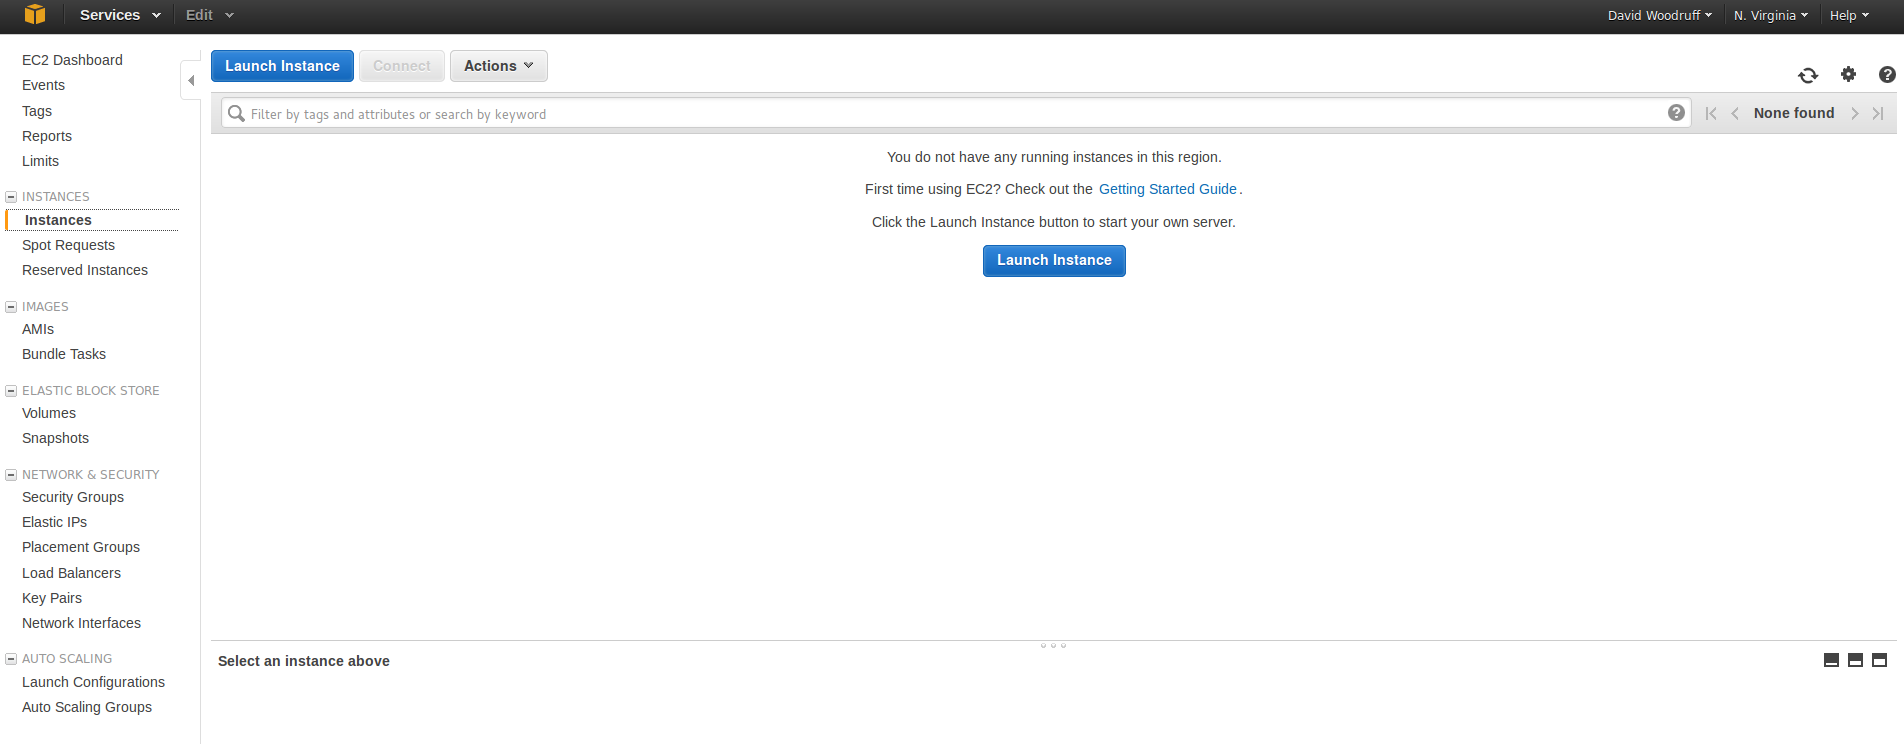 Services Edit David Woodruff N. Virginia Help
EC2 Dashboard
Events
Tags
Reports
Limits
INSTANCES
Instances
Spot Requests
Reserved Instances
IMAGES
AMIs
Bundle Tasks
ELASTIC BLOCK STORE
Volumes
Snapshots
NETWORK & SECURITY
Security Groups
Elastic IPs
Placement Groups
Load Balancers
Key Pairs
Network Interfaces
AUTO SCALING
Launch Configurations
Auto Scaling Groups
Launch Instance Connect Actions
Filter by tags and attributes or search by keyword None found
You do not have any running instances in this region.
First time using EC2? Check out the Getting Started Guide.
Click the Launch Instance button to start your own server.
Launch Instance
Select an instance above